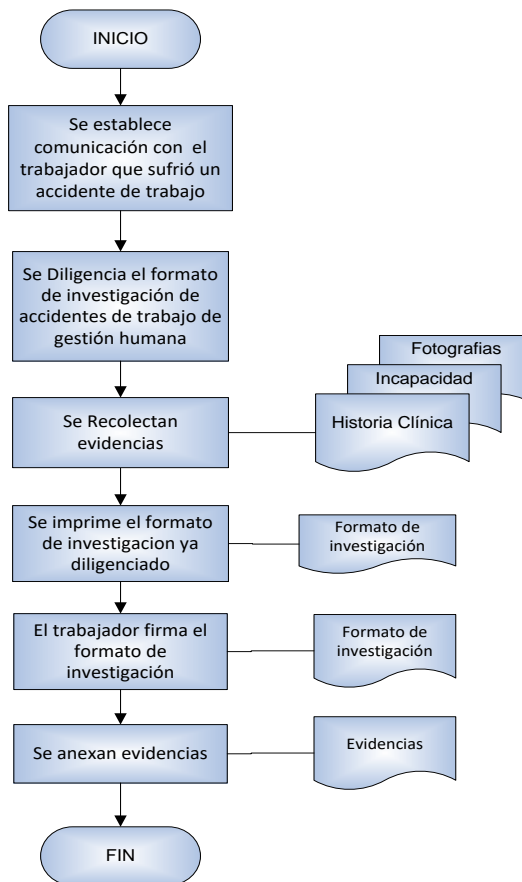 INICIO
Se establece
comunicación con el
trabajador que sufrió un
accidente de trabajo
Se Diligencia el formato
de investigación de
accidentes de trabajo de
gestión humana
Se Recolectan
evidencias
Fotografias
Incapacidad
Historia Clínica
Se imprime el formato
de investigacion ya
diligenciado
Formato de
investigación
El trabajador firma el
formato de
investigación
Formato de
investigación
Se anexan evidencias
Evidencias
FIN